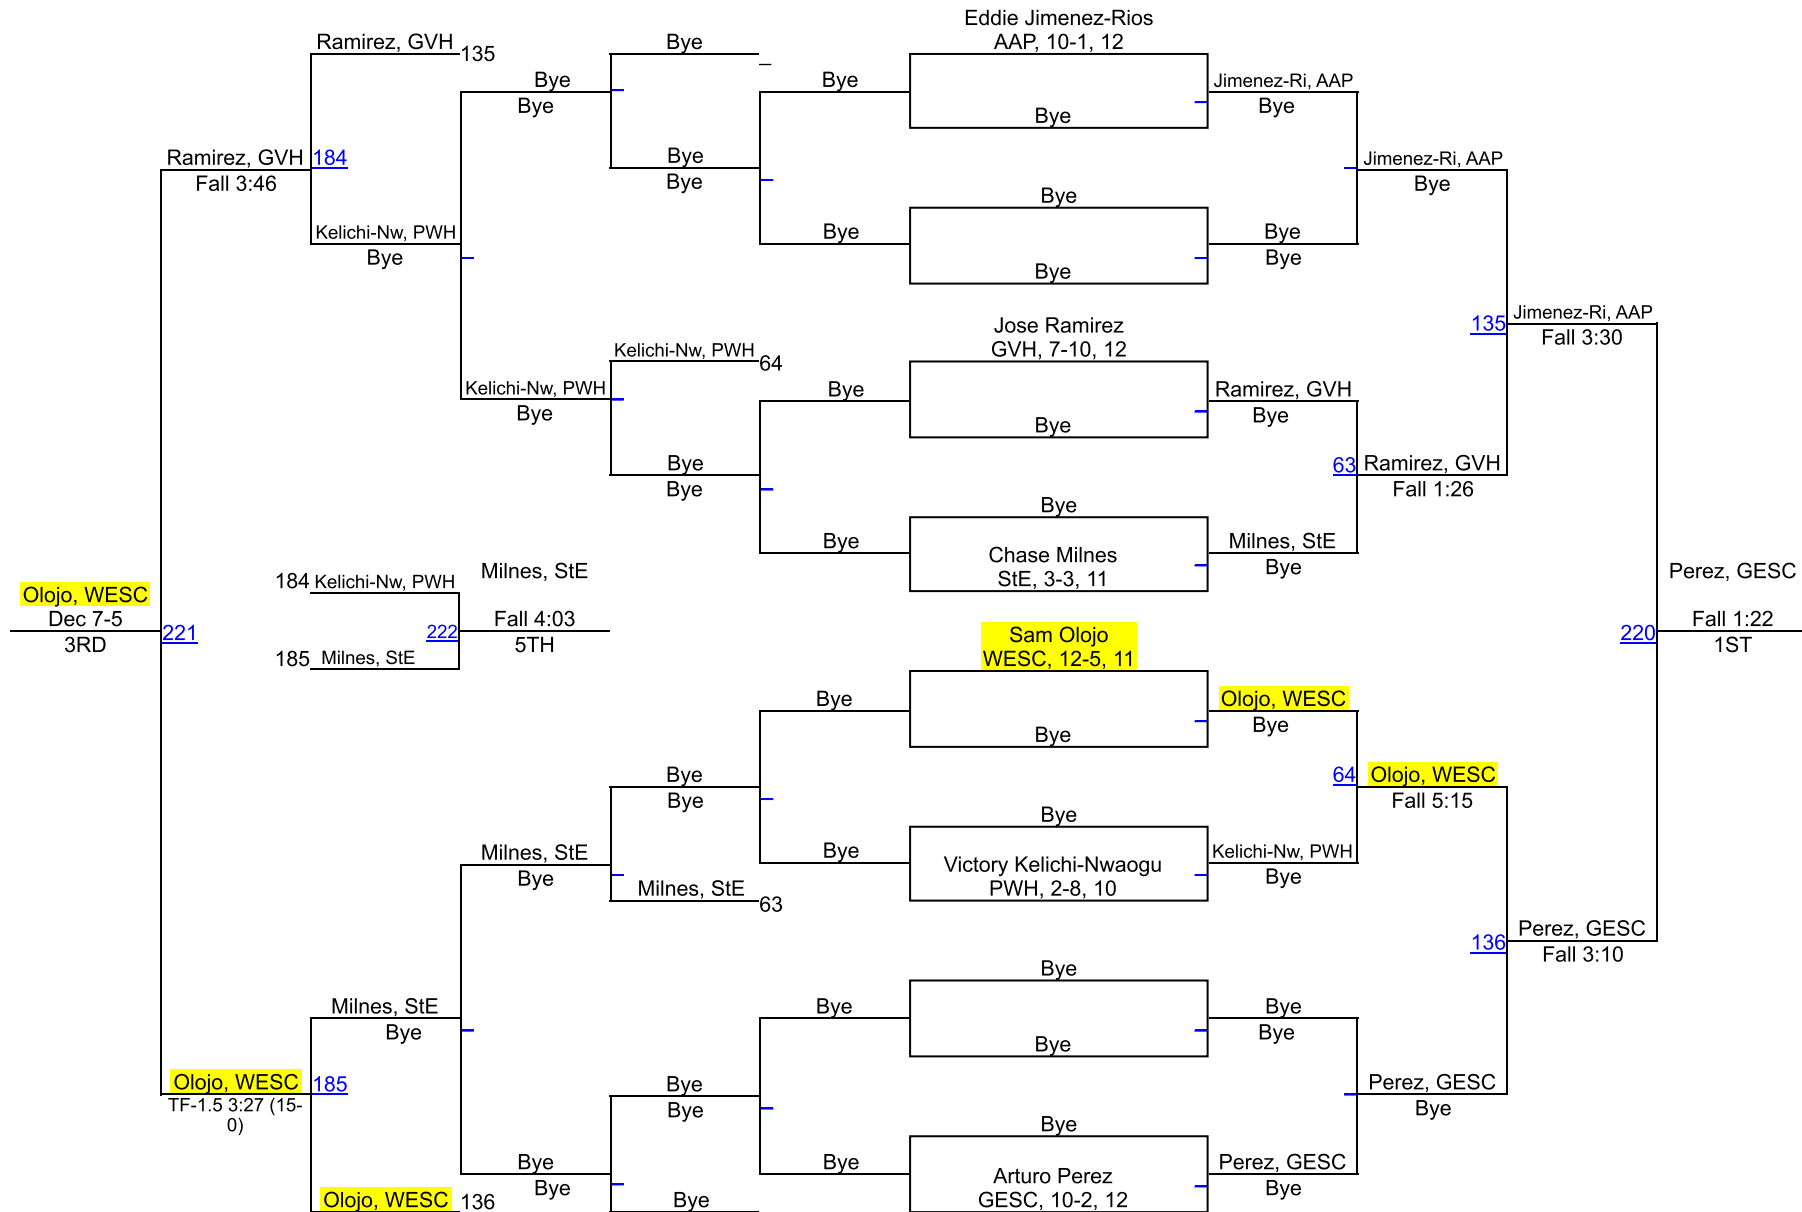 Eddie Jimenez-Rios
AAP, 10-1, 12
Ramirez, GVH
135
Bye
_
Bye
Bye
Bye
Jimenez-Ri, AAP
Bye
Bye
Ramirez, GVH
184
Fall 3:46
Bye
Bye
Jimenez-Ri, AAP
Bye
Bye
Kelichi-Nw, PWH
Bye
Bye
Bye
Bye
Bye
Jose Ramirez
GVH, 7-10, 12
135
Jimenez-Ri, AAP
Fall 3:30
Kelichi-Nw, PWH
64
Kelichi-Nw, PWH
Bye
Bye
Ramirez, GVH
Bye
Bye
Bye
Bye
63
Ramirez, GVH
Fall 1:26
Bye
Bye
Chase Milnes
StE, 3-3, 11
Milnes, StE
Bye
Olojo, WESC
Dec 7-5
3RD
221
184
Kelichi-Nw, PWH
185
Milnes, StE
222
Milnes, StE
Fall 4:03
5TH
Perez, GESC
220
Fall 1:22
1ST
Sam Olojo
WESC, 12-5, 11
Bye
Olojo, WESC
Bye
Bye
Bye
Bye
64
Olojo, WESC
Fall 5:15
Bye
Milnes, StE
Bye
Bye
Victory Kelichi-Nwaogu
PWH, 2-8, 10
Kelichi-Nw, PWH
Bye
Milnes, StE
63
136
Perez, GESC
Fall 3:10
Bye
Milnes, StE
Bye
Bye
Bye
Bye
Bye
Olojo, WESC
185
TF-1.5 3:27 (15-
0)
Bye
Bye
Perez, GESC
Bye
Bye
Bye
Bye
Bye
Arturo Perez
GESC, 10-2, 12
Perez, GESC
Bye
Olojo, WESC
136
Bye